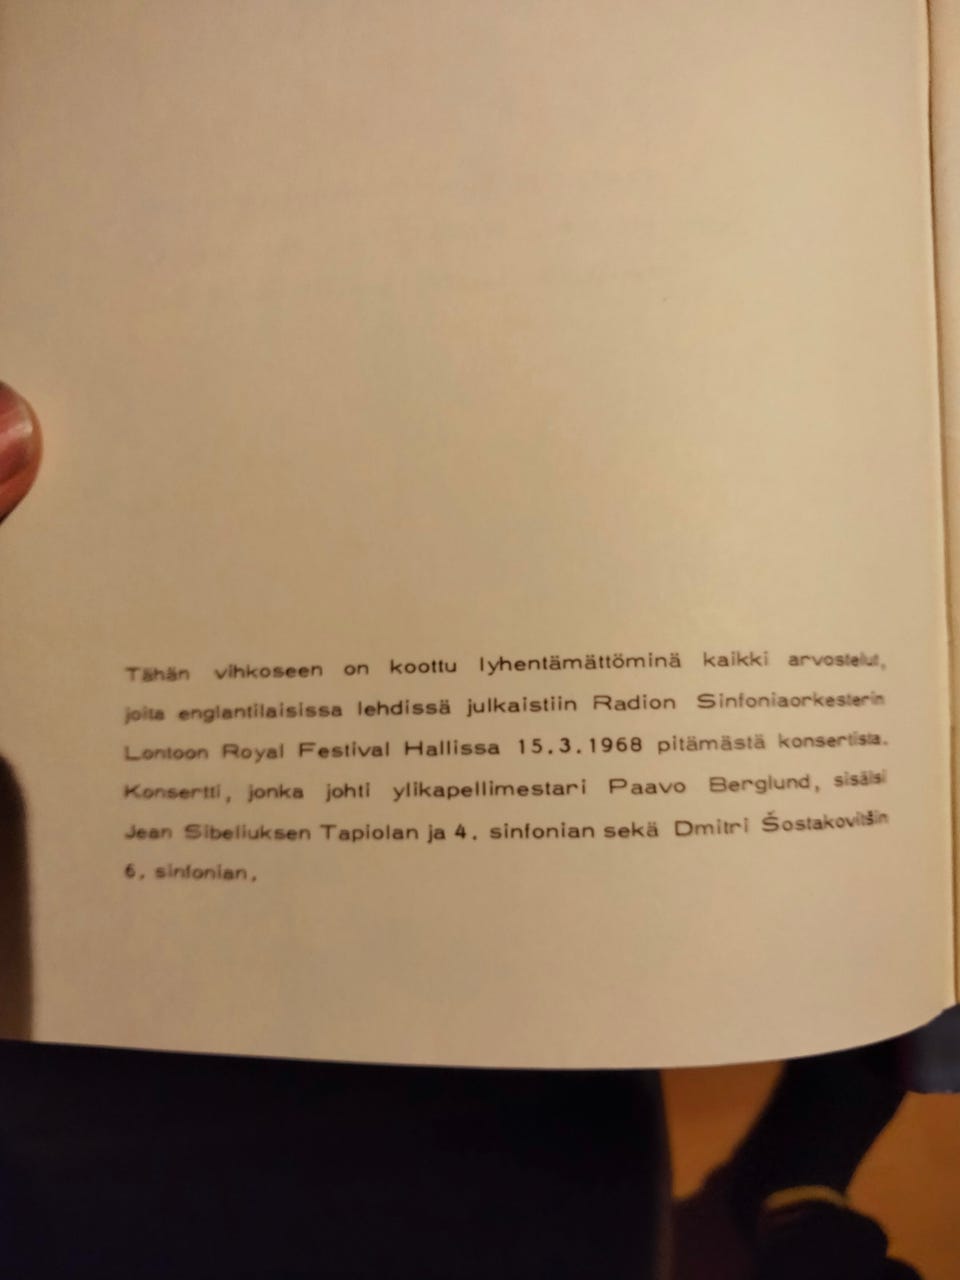 Tähän vihkoseen on koottu lyhentämättöminä kaikki arvostelut,
joita englantilaisissa lehdissä julkaistiin Radion Sinfoniaorkesterin
Lontoon Royal Festival Hallissa 15.3.1968 pitämästä konsertista.
Konsertti, jonka johti ylikapellimestari Paavo Berglund, sisälsi
Jean Sibeliuksen Tapiolan ja 4. sinfonian sekä Dmitri Šostakovitšin
6. sinfonian.